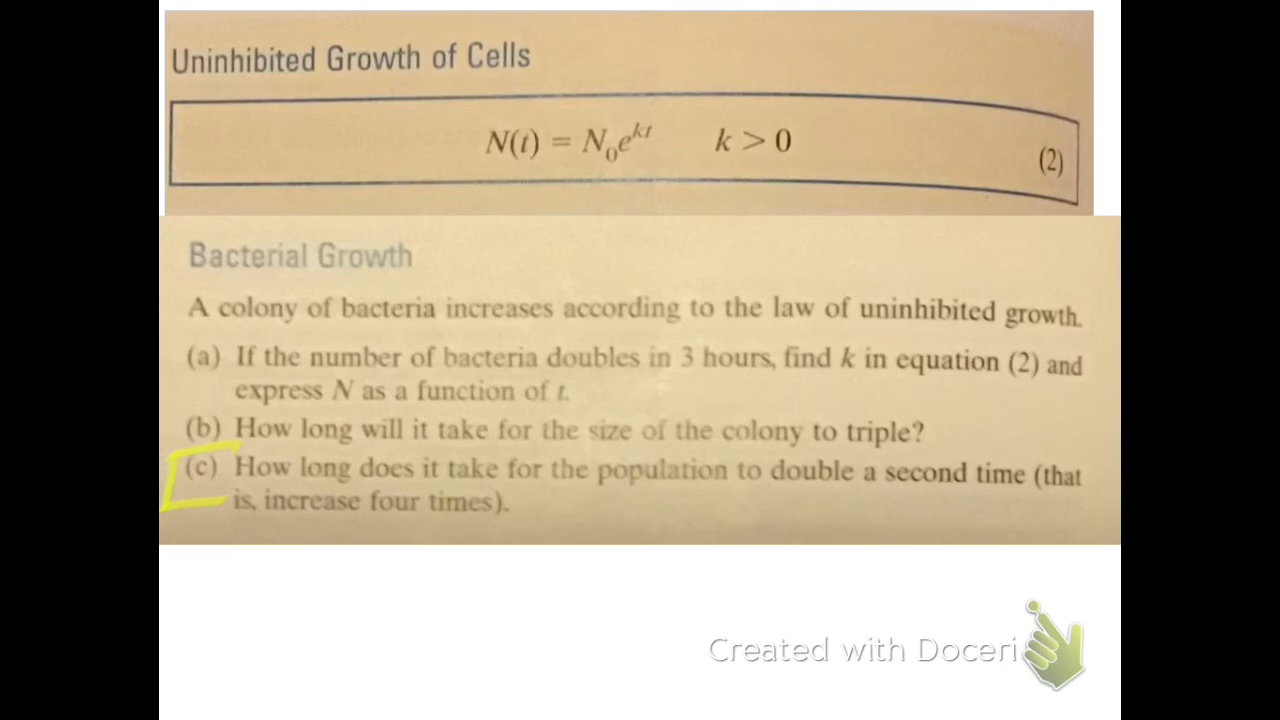 Uninhibited Growth of Cells
N(t) = N₀eᵏᵗ k > 0
(2)
Bacterial Growth
A colony of bacteria increases according to the law of uninhibited growth.
(a) If the number of bacteria doubles in 3 hours, find k in equation (2) and
express N as a function of t.
(b) How long will it take for the size of the colony to triple?
(c) How long does it take for the population to double a second time (that
is, increase four times).
Created with Doceri